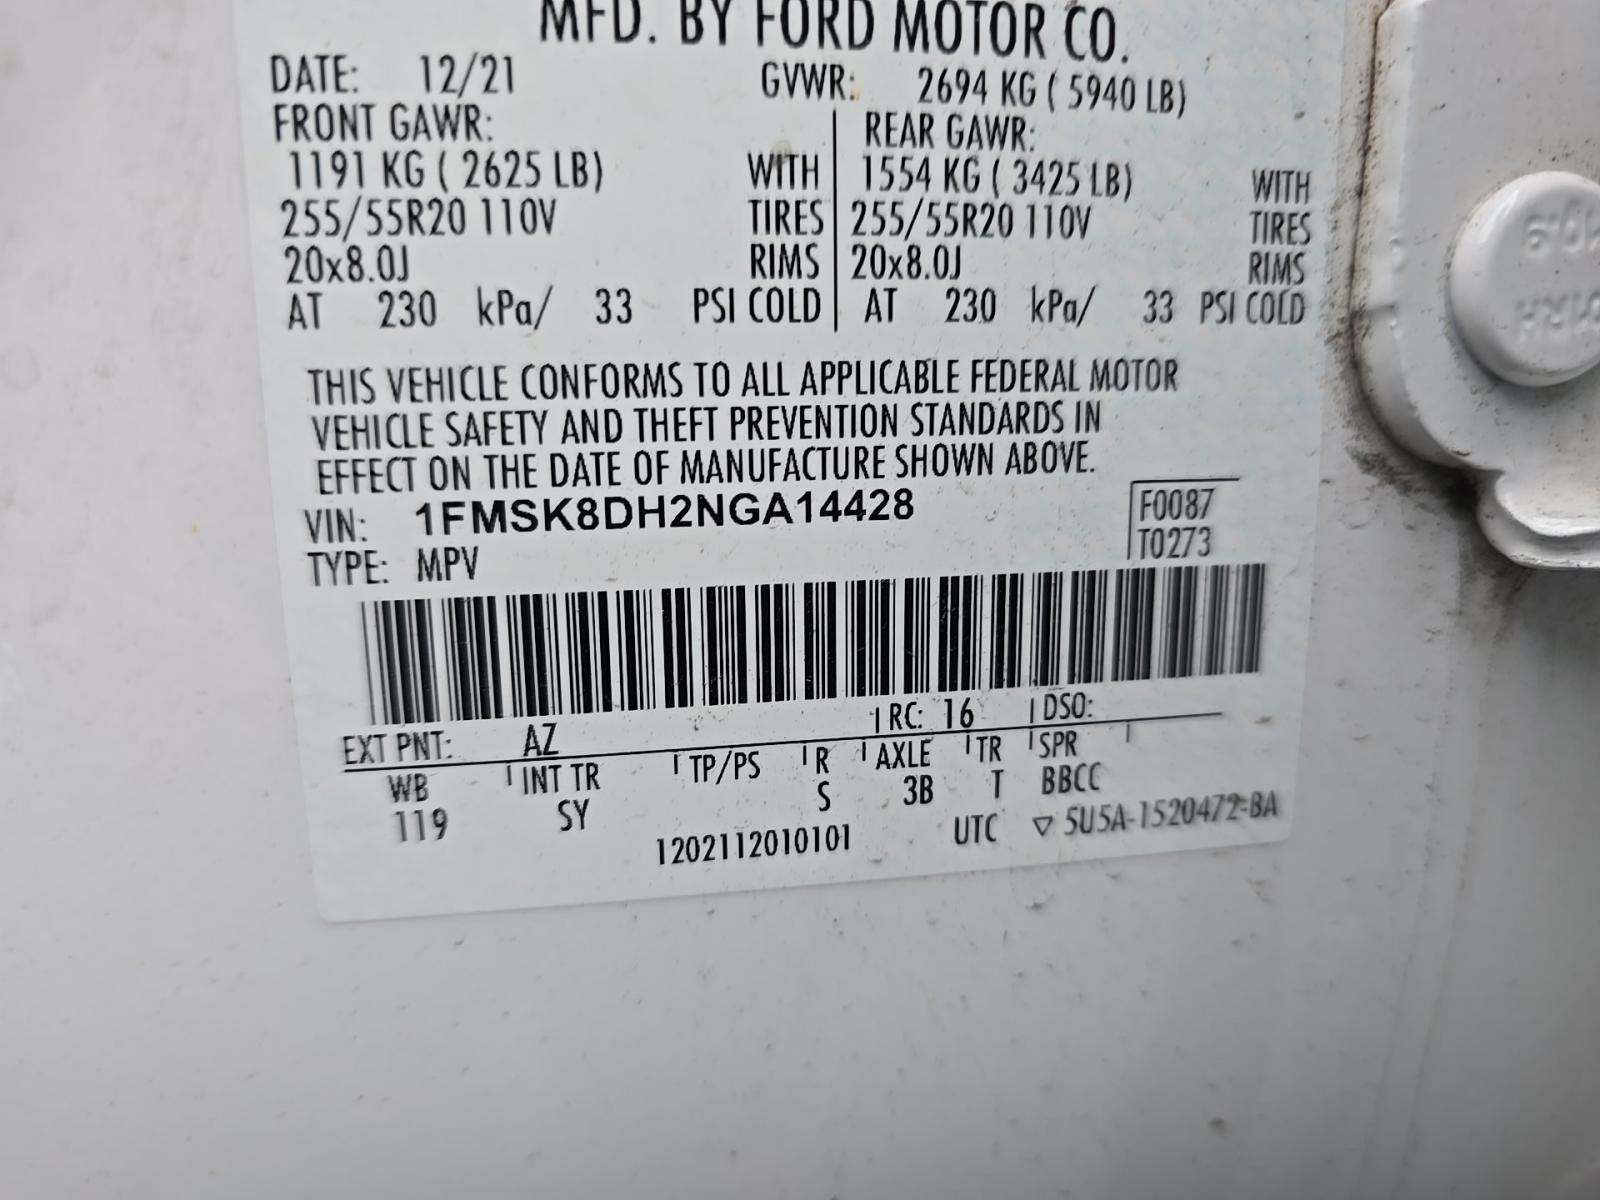 MFD. BY FORD MOTOR CO.
DATE: 12/21 GVWR: 2694 KG ( 5940 LB)
FRONT GAWR: REAR GAWR:
1191 KG ( 2625 LB) WITH 1554 KG ( 3425 LB) WITH
255/55R20 110V TIRES 255/55R20 110V TIRES
20x8.0J RIMS 20x8.0J RIMS
AT 230 kPa/ 33 PSI COLD AT 230 kPa/ 33 PSI COLD
THIS VEHICLE CONFORMS TO ALL APPLICABLE FEDERAL MOTOR
VEHICLE SAFETY AND THEFT PREVENTION STANDARDS IN
EFFECT ON THE DATE OF MANUFACTURE SHOWN ABOVE.
VIN: 1FMSK8DH2NGA14428 F0087
TYPE: MPV T0273
EXT PNT: AZ RC: 16 DSO:
WB INT TR TP/PS R AXLE TR SPR
119 SY S 3B T BBCC
1202112010101 UTC ▽ 5U5A-1520472-BA